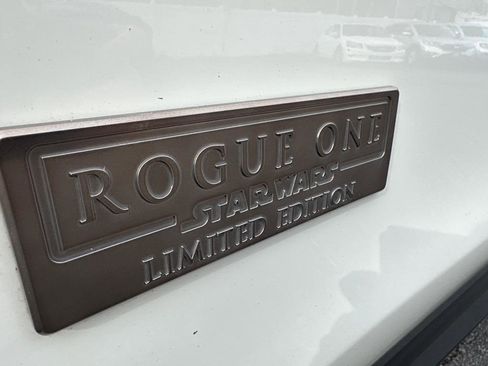 ROGUE ONE
STAR WARS
LIMITED EDITION